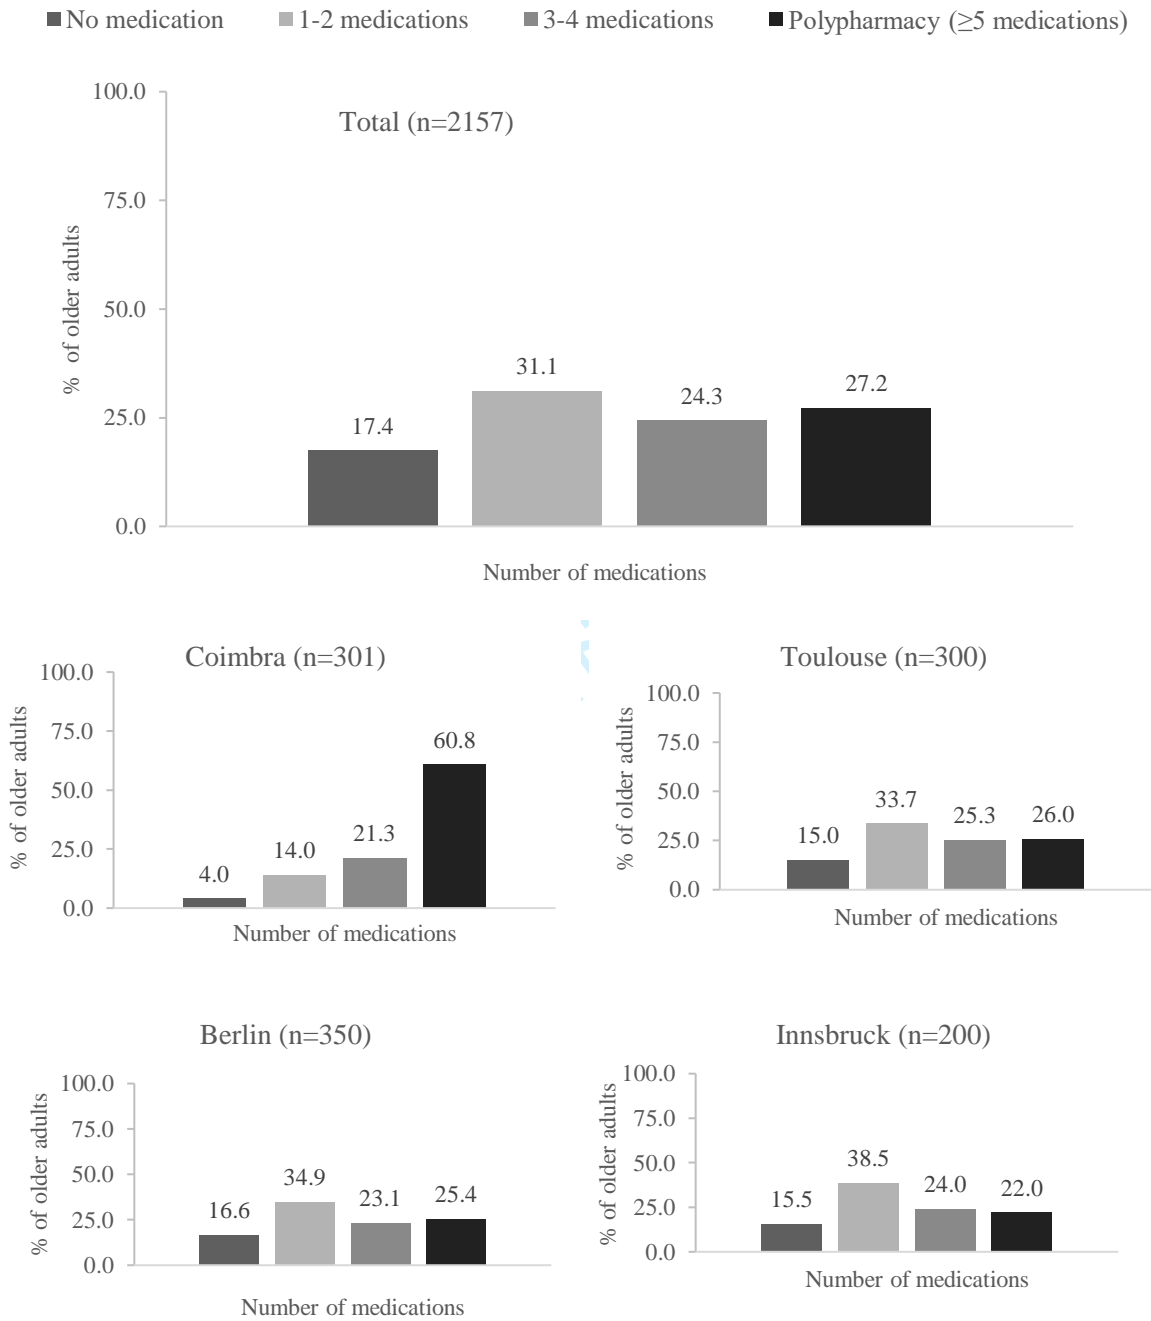 No medication 1-2 medications 3-4 medications Polypharmacy (≥5 medications)
Total (n=2157)
% of older adults
100.0
75.0
50.0
25.0
0.0
17.4
31.1
24.3
27.2
Number of medications
Coimbra (n=301)
% of older adults
100.0
75.0
50.0
25.0
0.0
4.0
14.0
21.3
60.8
Number of medications
Toulouse (n=300)
% of older adults
100.0
75.0
50.0
25.0
0.0
15.0
33.7
25.3
26.0
Number of medications
Berlin (n=350)
% of older adults
100.0
75.0
50.0
25.0
0.0
16.6
34.9
23.1
25.4
Number of medications
Innsbruck (n=200)
% of older adults
100.0
75.0
50.0
25.0
0.0
15.5
38.5
24.0
22.0
Number of medications